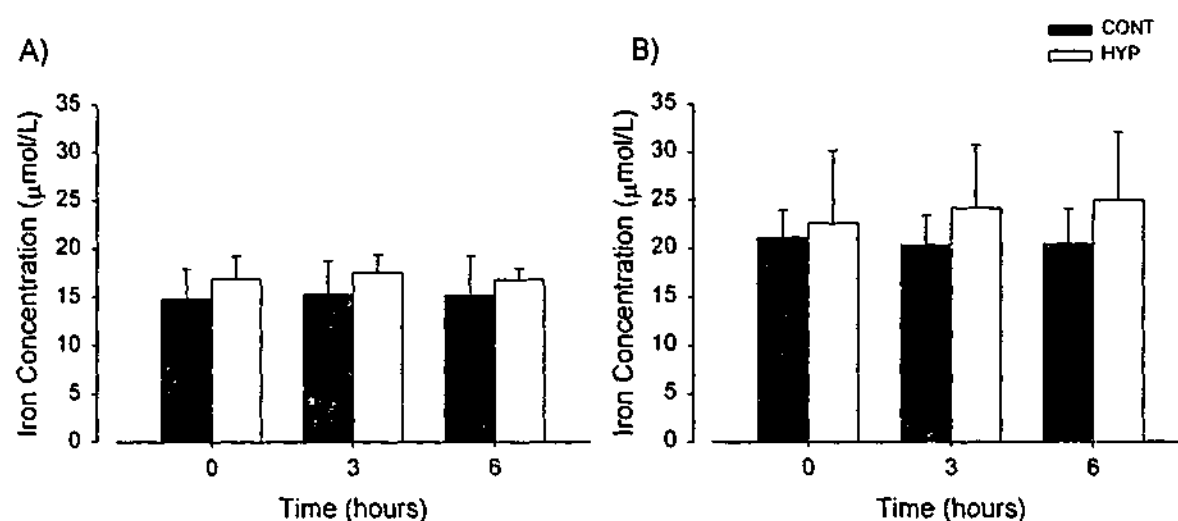 A)
Iron Concentration (μmol/L)
35
30
25
20
15
10
5
0
0 3 6
Time (hours)
B)
CONT
HYP
Iron Concentration (μmol/L)
35
30
25
20
15
10
5
0
0 3 6
Time (hours)